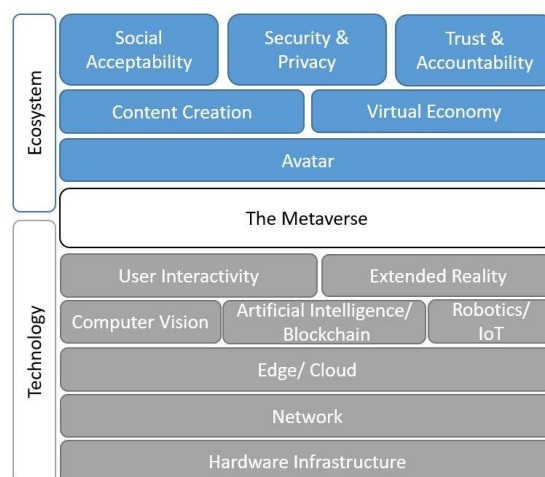 Ecosystem
Social
Acceptability
Security &
Privacy
Trust &
Accountability
Content Creation
Virtual Economy
Avatar
The Metaverse
Technology
User Interactivity
Extended Reality
Computer Vision
Artificial Intelligence/
Blockchain
Robotics/
IoT
Edge/ Cloud
Network
Hardware Infrastructure